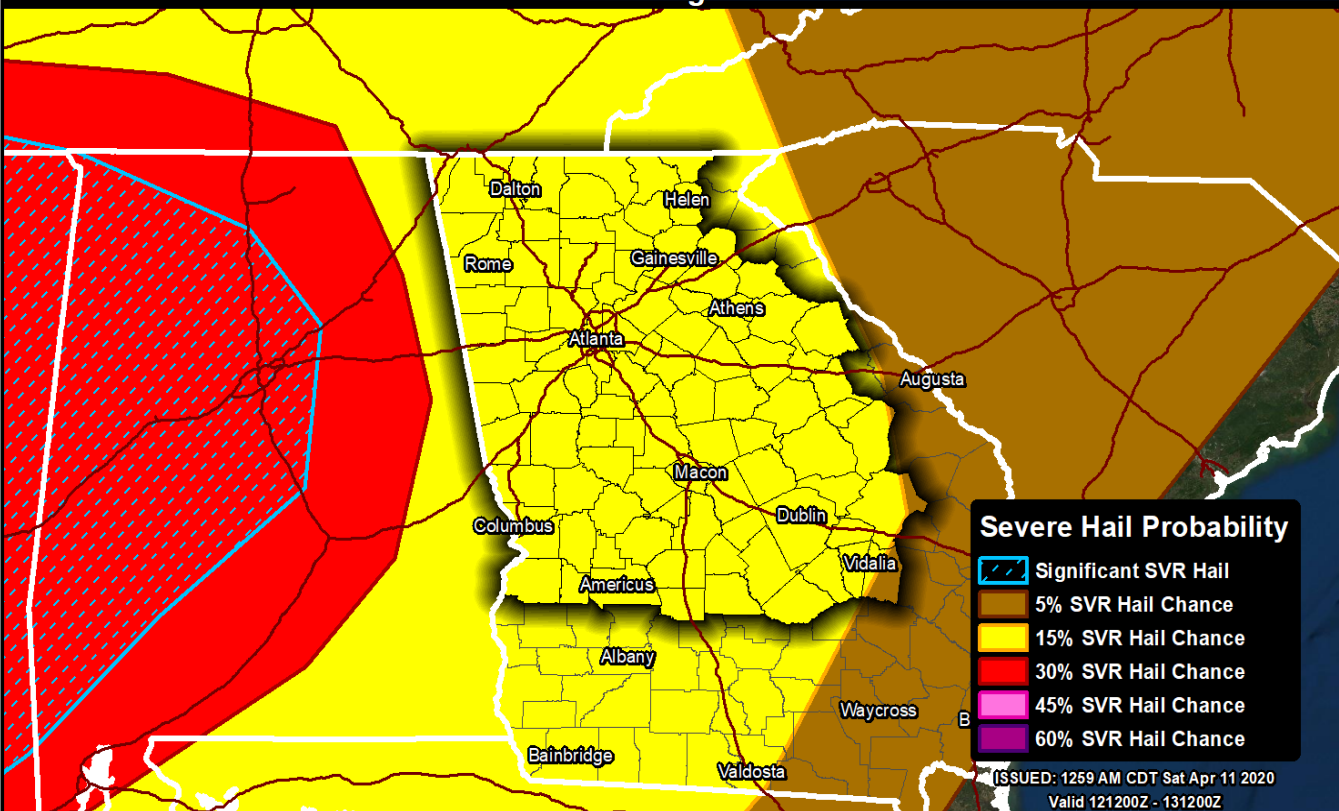 Dalton
Helen
Rome
Gainesville
Athens
Atlanta
Augusta
Macon
Columbus
Dublin
Vidalia
Americus
Albany
Waycross
B
Bainbridge
Valdosta
Severe Hail Probability
Significant SVR Hail
5% SVR Hail Chance
15% SVR Hail Chance
30% SVR Hail Chance
45% SVR Hail Chance
60% SVR Hail Chance
ISSUED: 1259 AM CDT Sat Apr 11 2020
Valid 121200Z - 131200Z